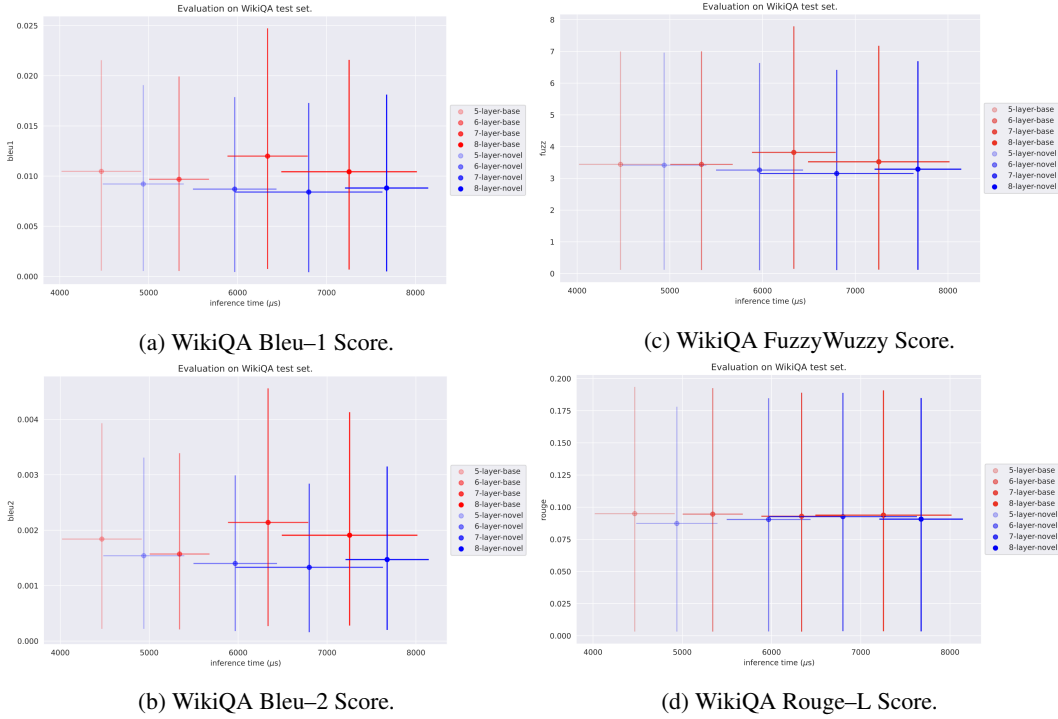 Evaluation on WikiQA test set.
0.025
0.020
0.015
0.010
0.005
0.000
bleu1
4000 5000 6000 7000 8000
inference time (μs)
5-layer-base
6-layer-base
7-layer-base
8-layer-base
5-layer-novel
6-layer-novel
7-layer-novel
8-layer-novel
(a) WikiQA Bleu–1 Score.
Evaluation on WikiQA test set.
0.004
0.003
0.002
0.001
0.000
bleu2
4000 5000 6000 7000 8000
inference time (μs)
5-layer-base
6-layer-base
7-layer-base
8-layer-base
5-layer-novel
6-layer-novel
7-layer-novel
8-layer-novel
(b) WikiQA Bleu–2 Score.
Evaluation on WikiQA test set.
8
7
6
5
4
3
2
1
0
fuzz
4000 5000 6000 7000 8000
inference time (μs)
5-layer-base
6-layer-base
7-layer-base
8-layer-base
5-layer-novel
6-layer-novel
7-layer-novel
8-layer-novel
(c) WikiQA FuzzyWuzzy Score.
Evaluation on WikiQA test set.
0.200
0.175
0.150
0.125
0.100
0.075
0.050
0.025
0.000
rouge
4000 5000 6000 7000 8000
inference time (μs)
5-layer-base
6-layer-base
7-layer-base
8-layer-base
5-layer-novel
6-layer-novel
7-layer-novel
8-layer-novel
(d) WikiQA Rouge–L Score.